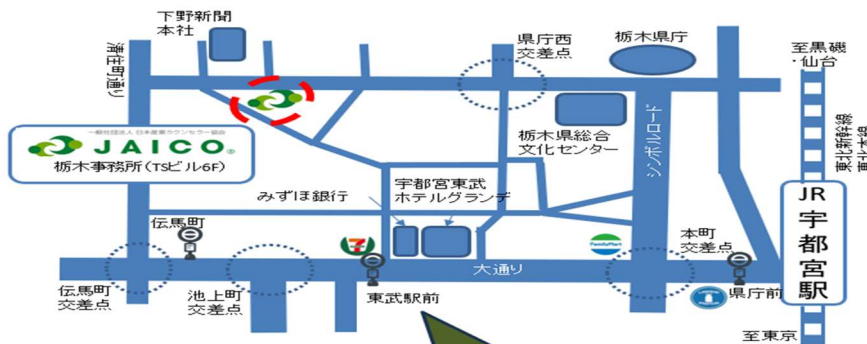 下野新聞
本社
清住町通り
県庁西
交差点
栃木県庁
至黒磯
・仙台
一般社団法人 日本産業カウンセラー協会
JAICO®
栃木事務所(TSビル6F)
栃木県総合
文化センター
シンボルロード
東北新幹線
東北本線
みずほ銀行
宇都宮東武
ホテルグランデ
JR宇都宮駅
伝馬町
7
FamilyMart
本町
交差点
大通り
伝馬町
交差点
池上町
交差点
東武駅前
県庁前
至東京